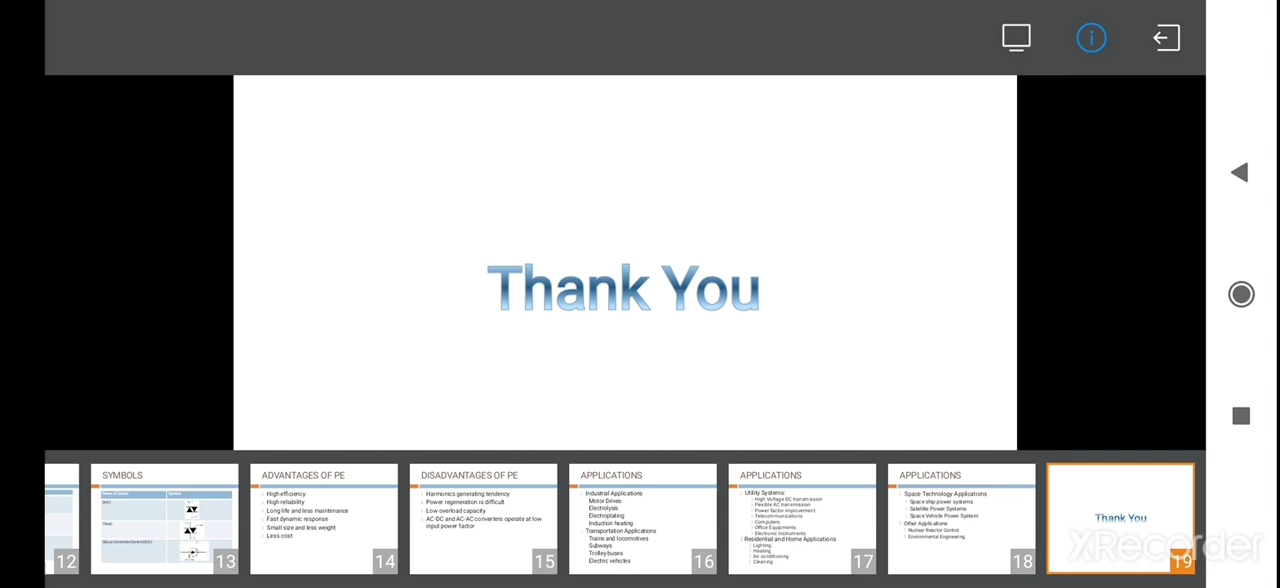 Thank You
SYMBOLS
Name of Device Symbol
DIAC
TRIAC
12
13
ADVANTAGES OF PE
High efficiency
High reliability
Long life and less maintenance
Fast dynamic response
Small size and less weight
Less cost
14
DISADVANTAGES OF PE
Harmonics generating tendency
Power regeneration is difficult
Low overload capacity
AC-DC and AC-AC converters operate at low
input power factor
15
APPLICATIONS
Industrial Applications
Motor Drives
Electrolysis
Electroplating
Induction heating
Transportation Applications
Trains and locomotives
Subways
Trolley buses
Electric vehicles
16
APPLICATIONS
Utility Systems:
High Voltage DC transmission
Flexible AC transmission
Power factor improvement
Telecommunications
Computers
Office Equipments
Electronic Instruments
Residential and Home Applications
Lighting
Heating
Air conditioning
Cleaning
17
APPLICATIONS
Space Technology Applications
Space ship power systems
Satellite Power Systems
Space Vehicle Power System
Other Applications
Nuclear Reactor Control
Environmental Engineering
18
Thank You
19
XRecorder